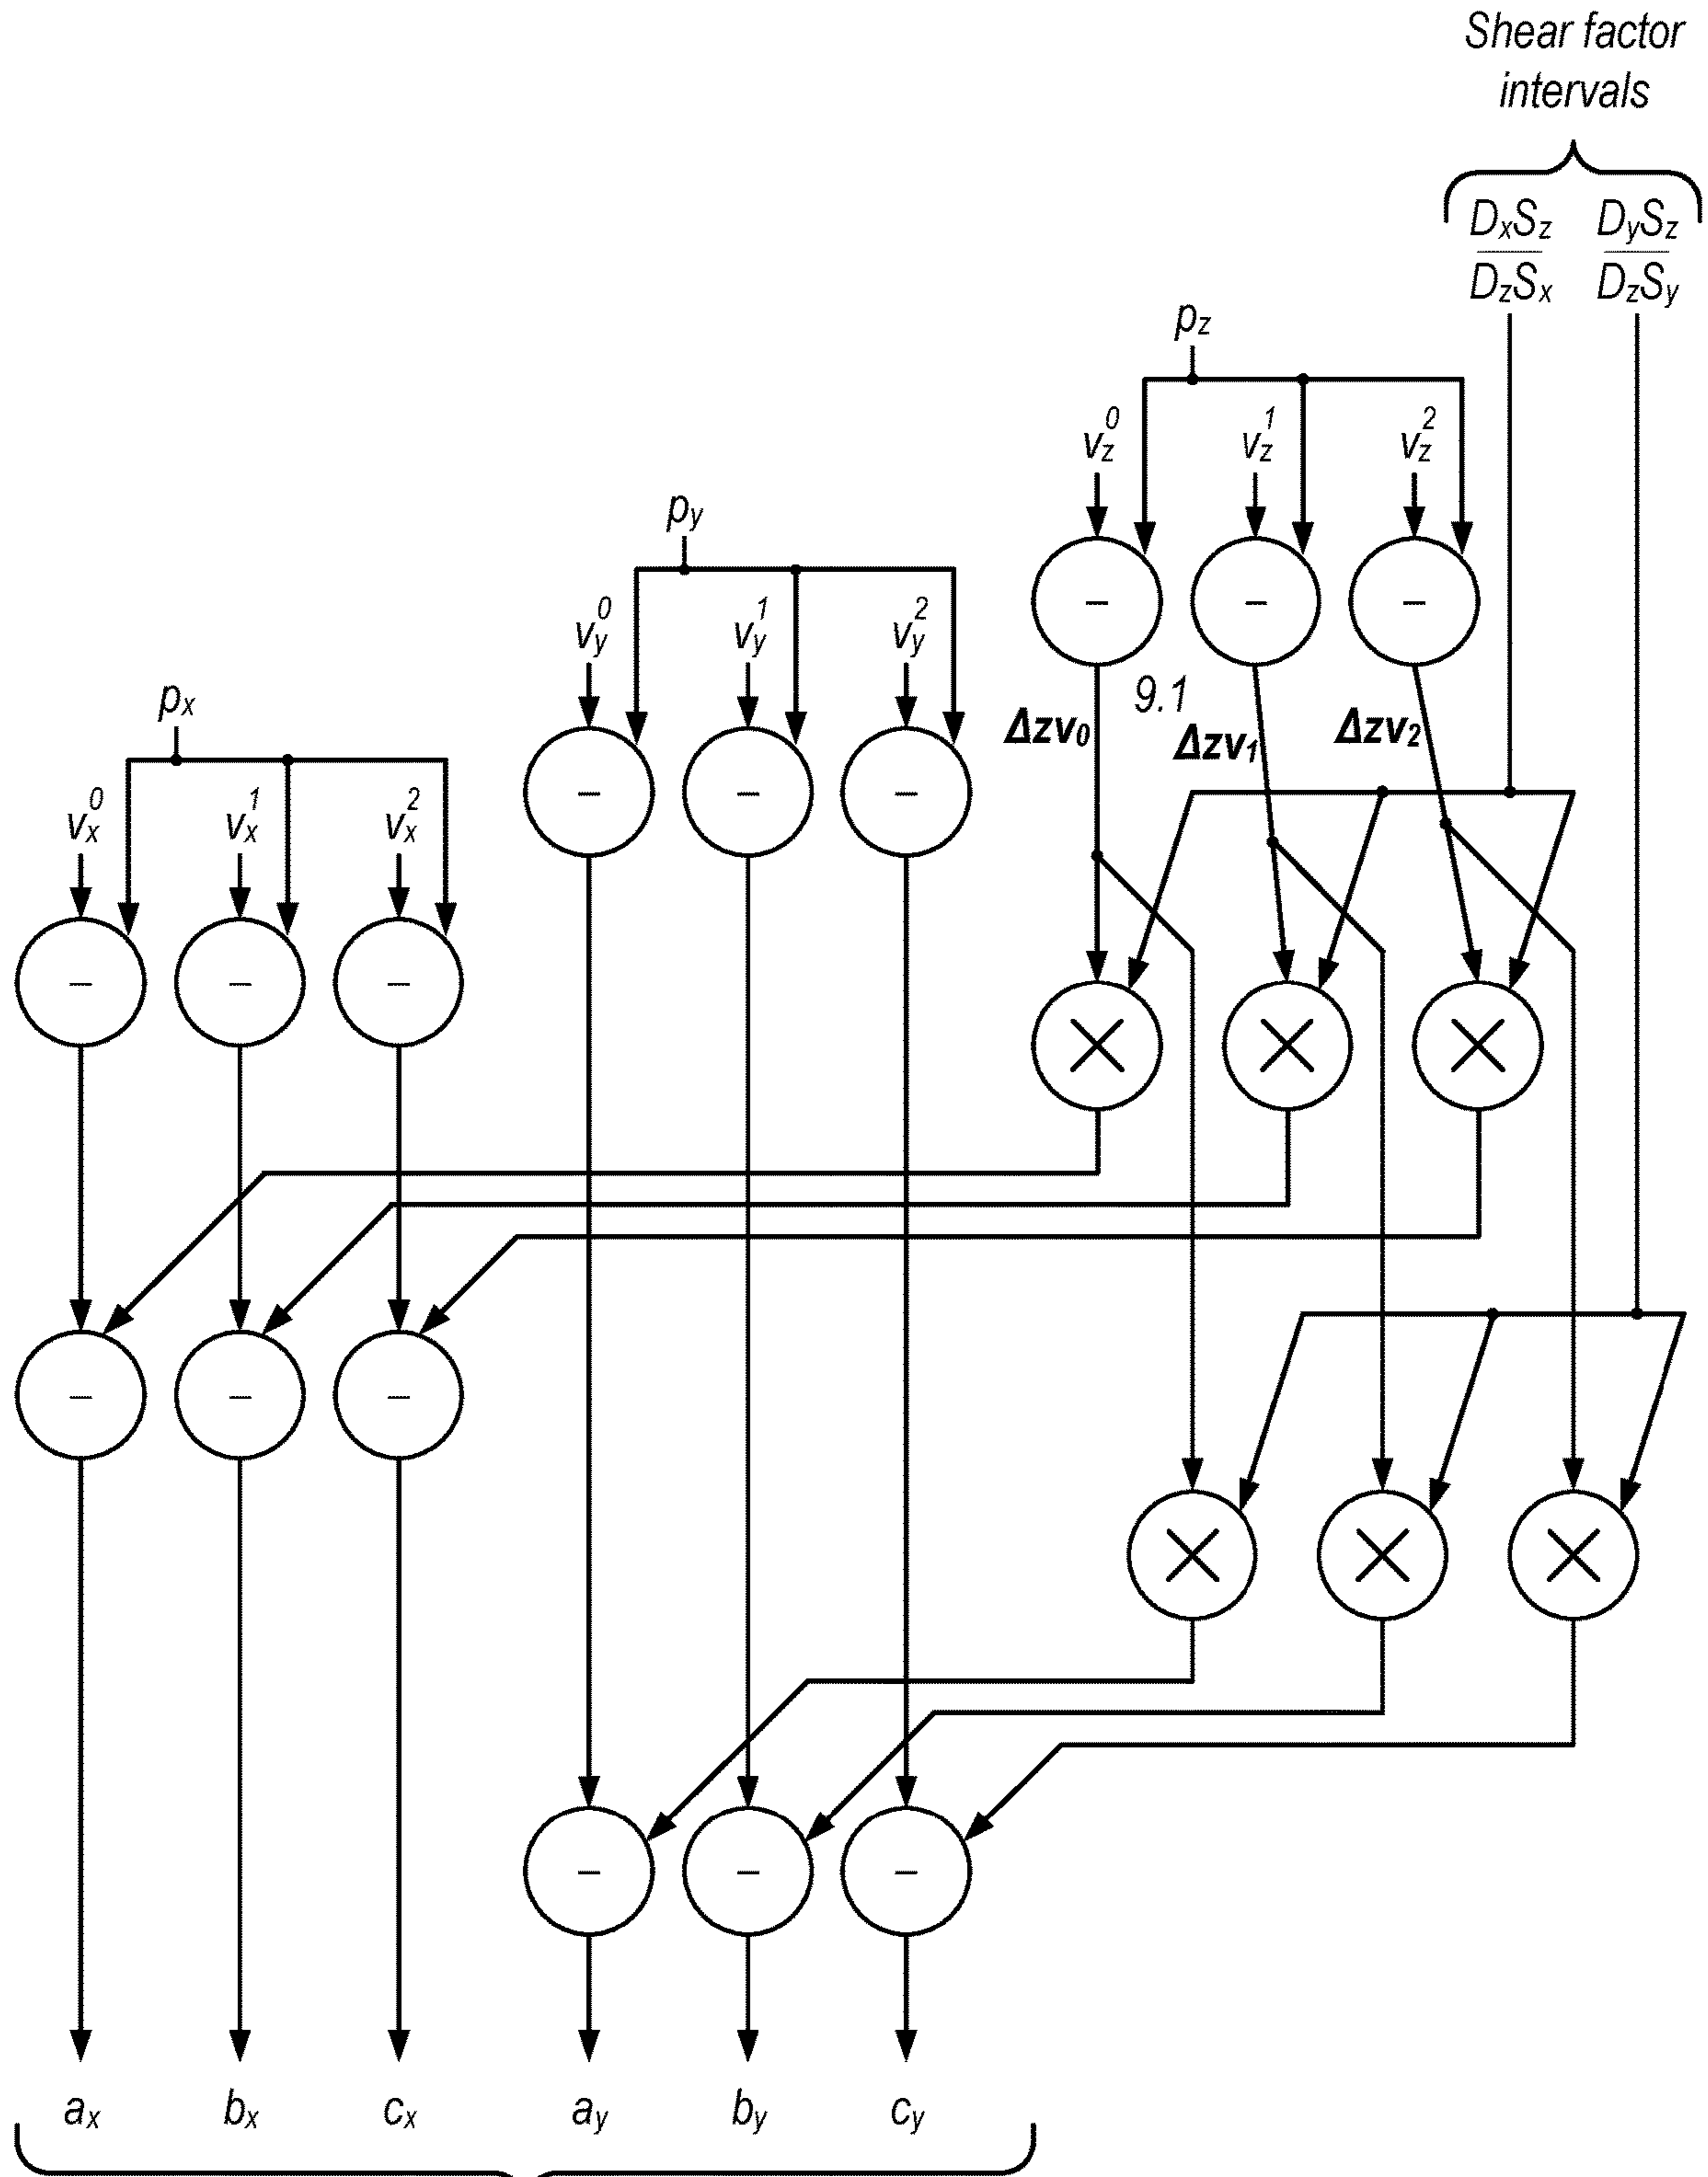 Shear factor
intervals
DxSz DySz
DzSx DzSy
pz
vz0 vz1 vz2
py
vy0 vy1 vy2
− − −
px
9.1
Δzv0 Δzv1 Δzv2
vx0 vx1 vx2
− − −
− − −
× × ×
− − −
× × ×
− − −
ax bx cx ay by cy